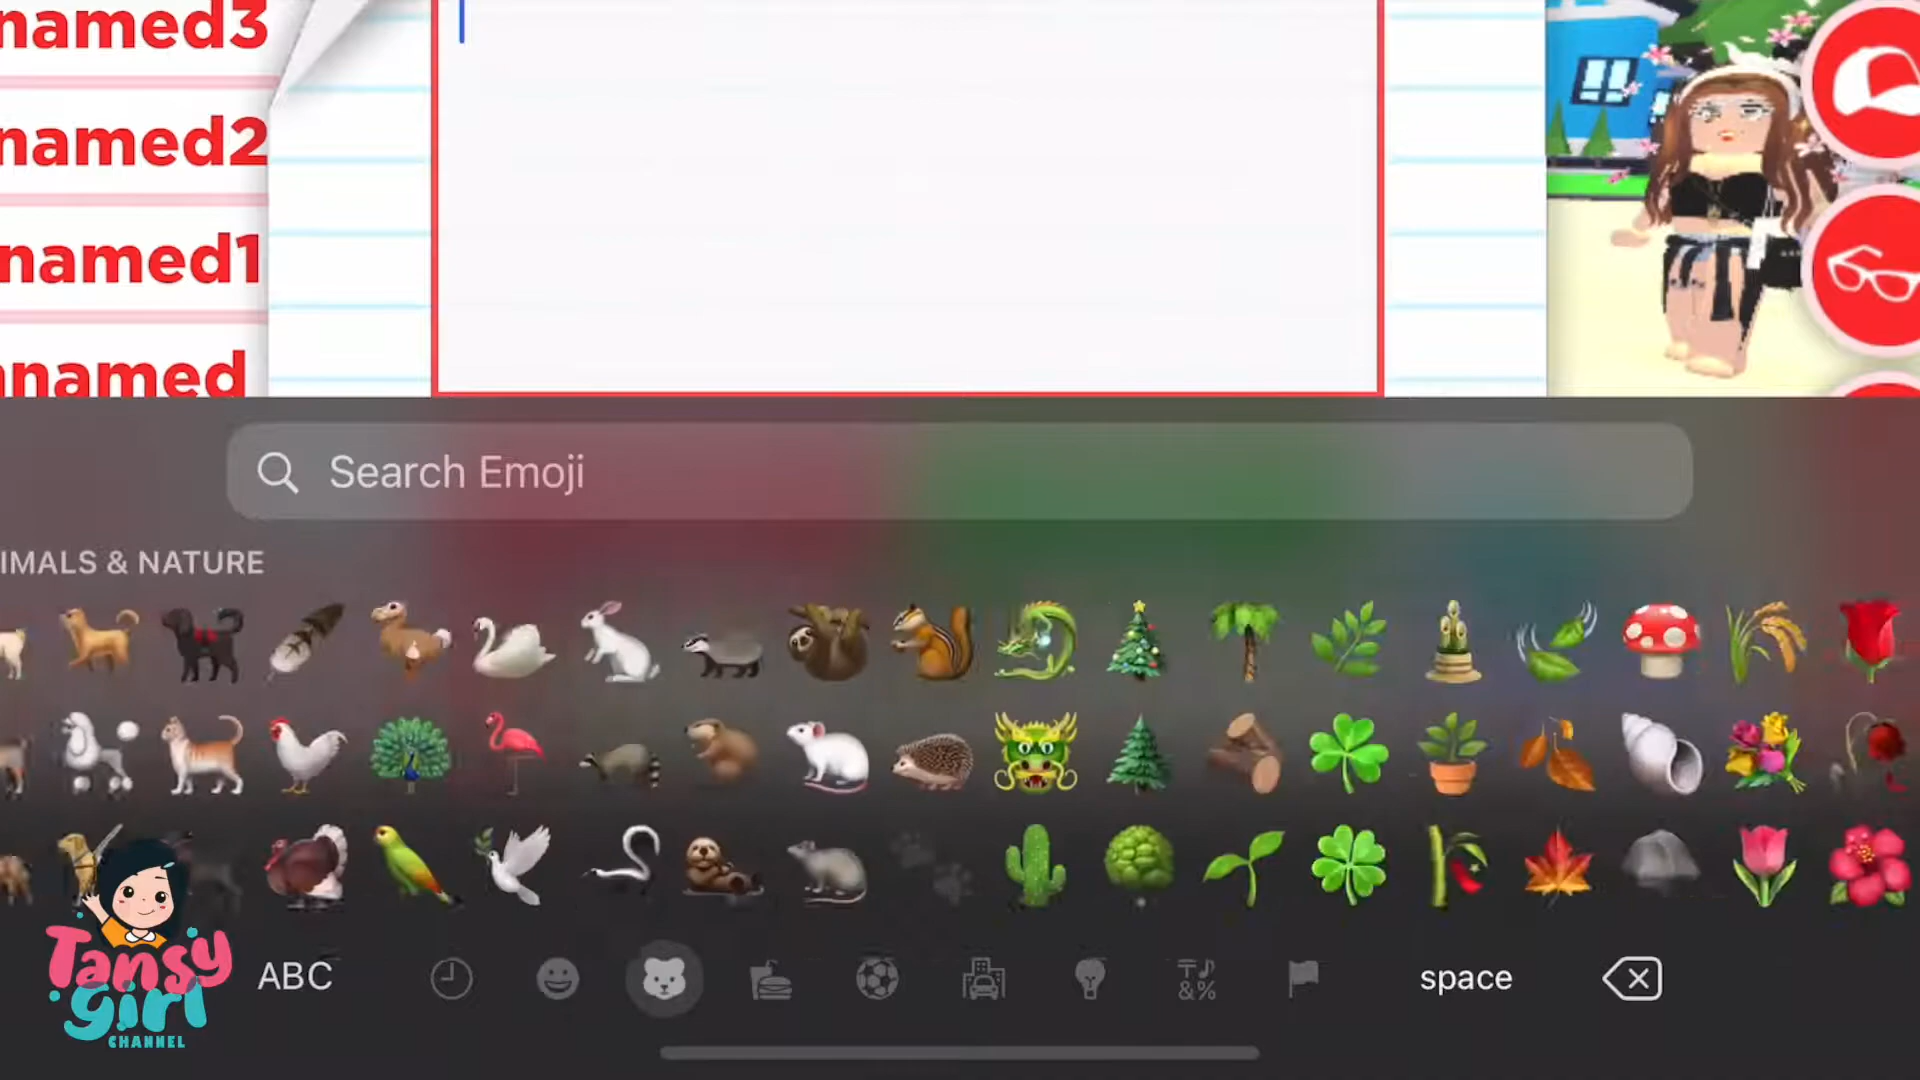 named3
named2
named1
named
Search Emoji
IMALS & NATURE
ABC
space
Tansy
girl
CHANNEL